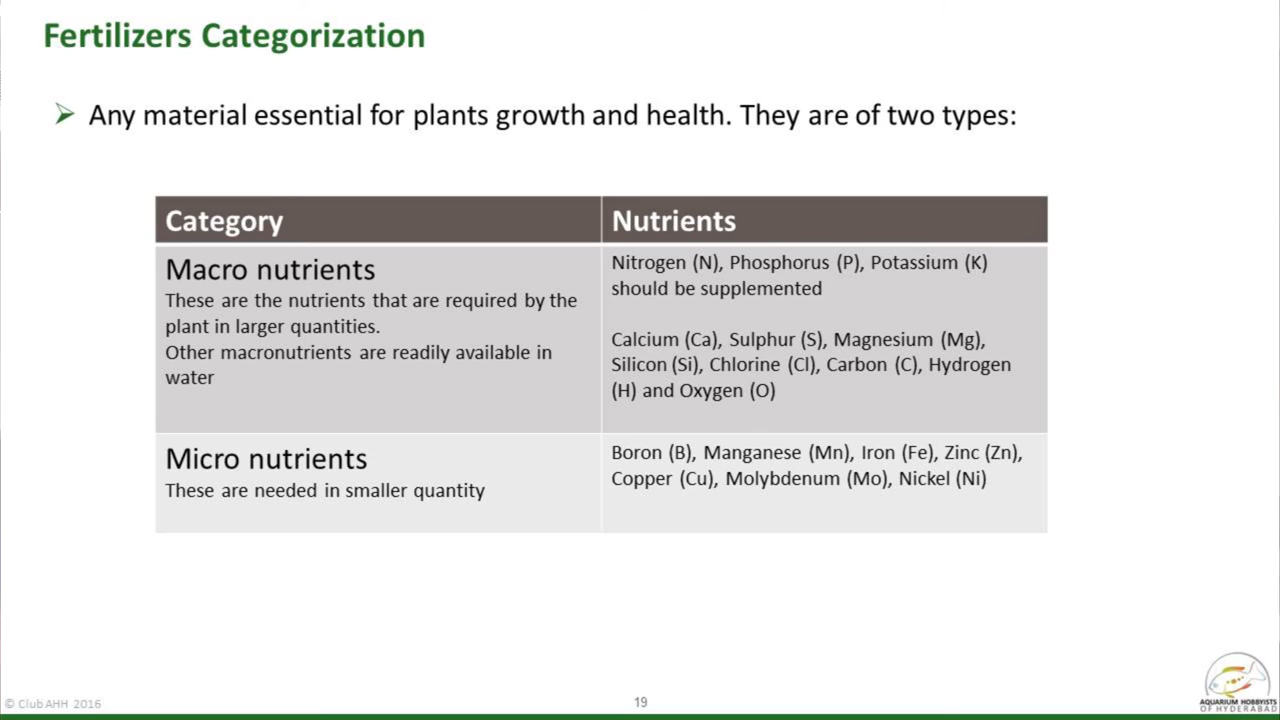 Fertilizers Categorization
Any material essential for plants growth and health. They are of two types:
Category
Nutrients
Macro nutrients
These are the nutrients that are required by the
plant in larger quantities.
Other macronutrients are readily available in
water
Nitrogen (N), Phosphorus (P), Potassium (K)
should be supplemented
Calcium (Ca), Sulphur (S), Magnesium (Mg),
Silicon (Si), Chlorine (Cl), Carbon (C), Hydrogen
(H) and Oxygen (O)
Micro nutrients
These are needed in smaller quantity
Boron (B), Manganese (Mn), Iron (Fe), Zinc (Zn),
Copper (Cu), Molybdenum (Mo), Nickel (Ni)
© Club AHH 2016
19
AQUARIUM HOBBYISTS
OF HYDERABAD